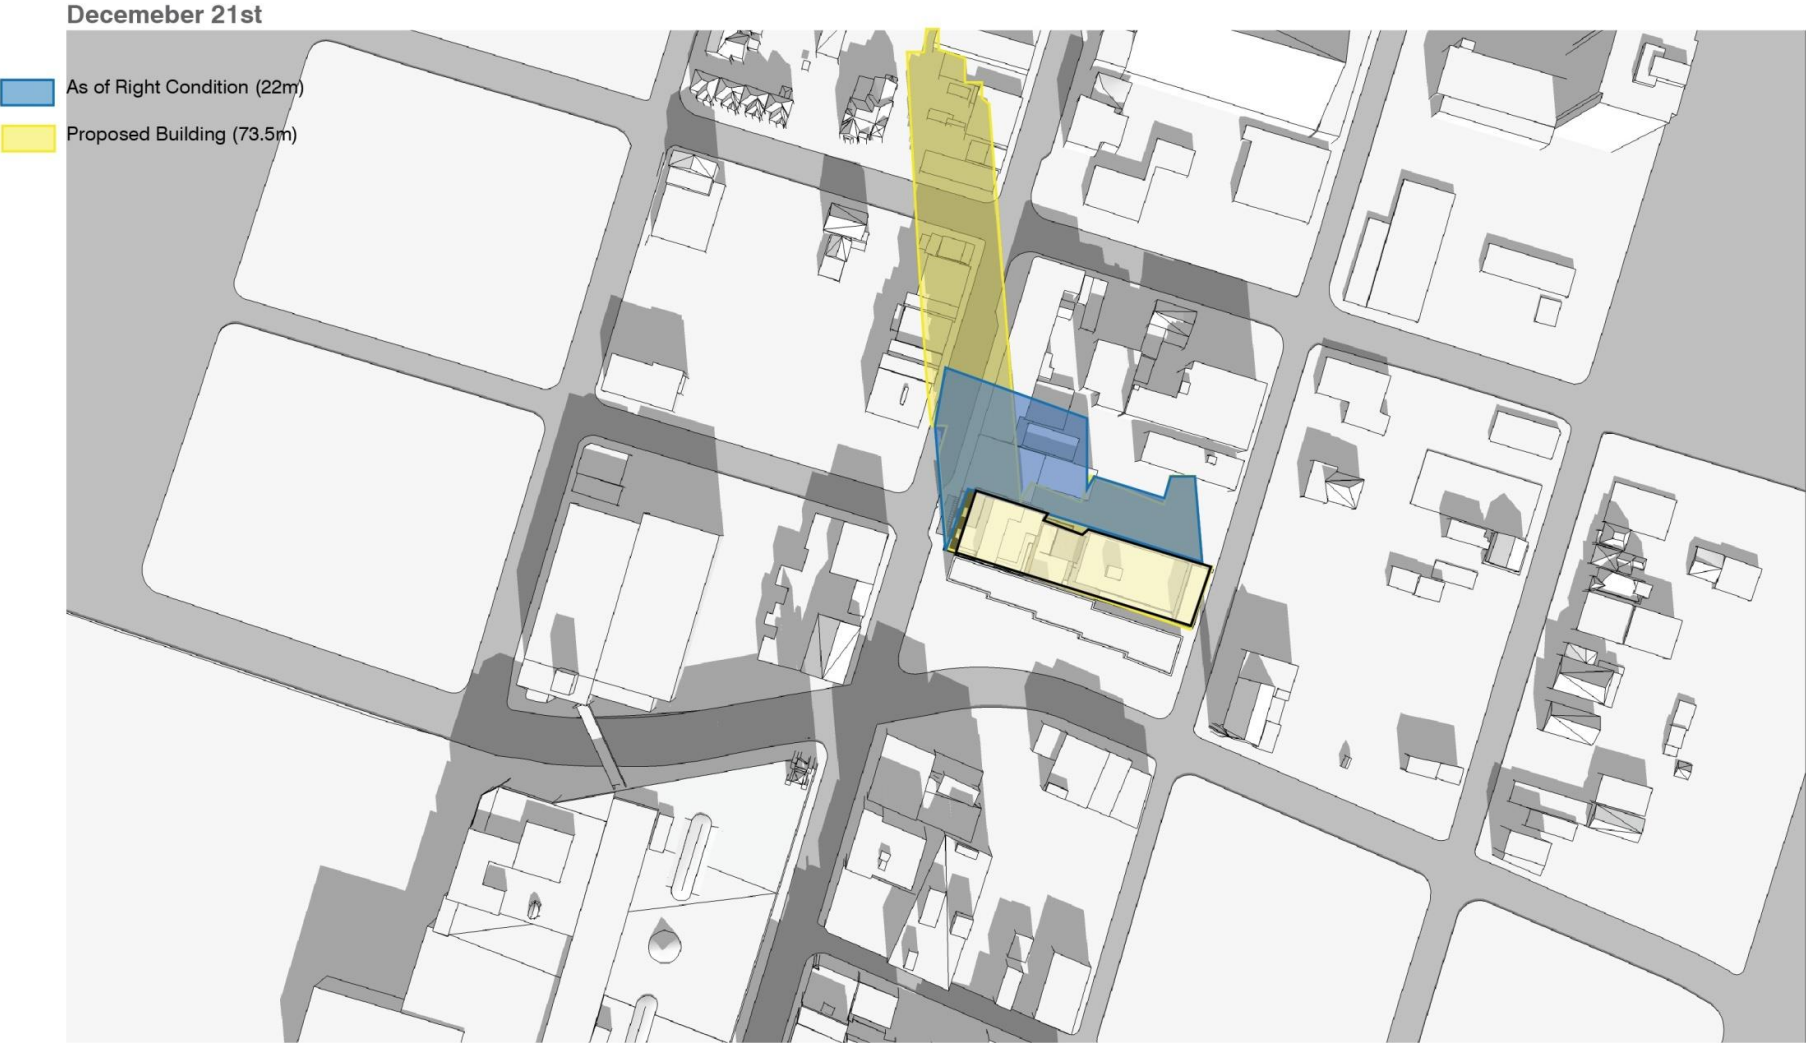 Decemeber 21st
As of Right Condition (22m)
Proposed Building (73.5m)